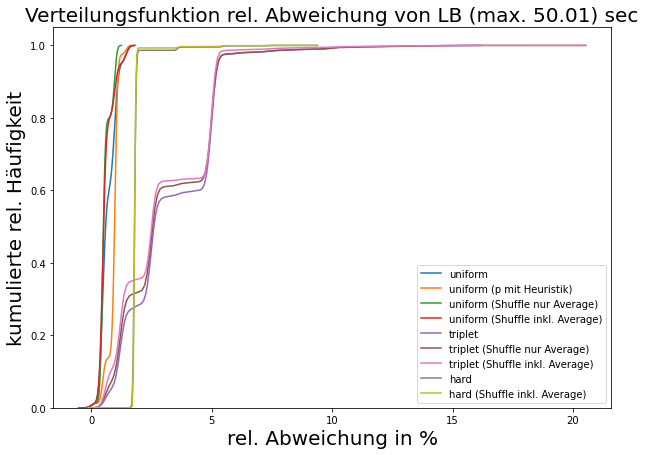 Verteilungsfunktion rel. Abweichung von LB (max. 50.01) sec
kumulierte rel. Häufigkeit
1.0
0.8
0.6
0.4
0.2
0.0
uniform
uniform (p mit Heuristik)
uniform (Shuffle nur Average)
uniform (Shuffle inkl. Average)
triplet
triplet (Shuffle nur Average)
triplet (Shuffle inkl. Average)
hard
hard (Shuffle inkl. Average)
0 5 10 15 20
rel. Abweichung in %